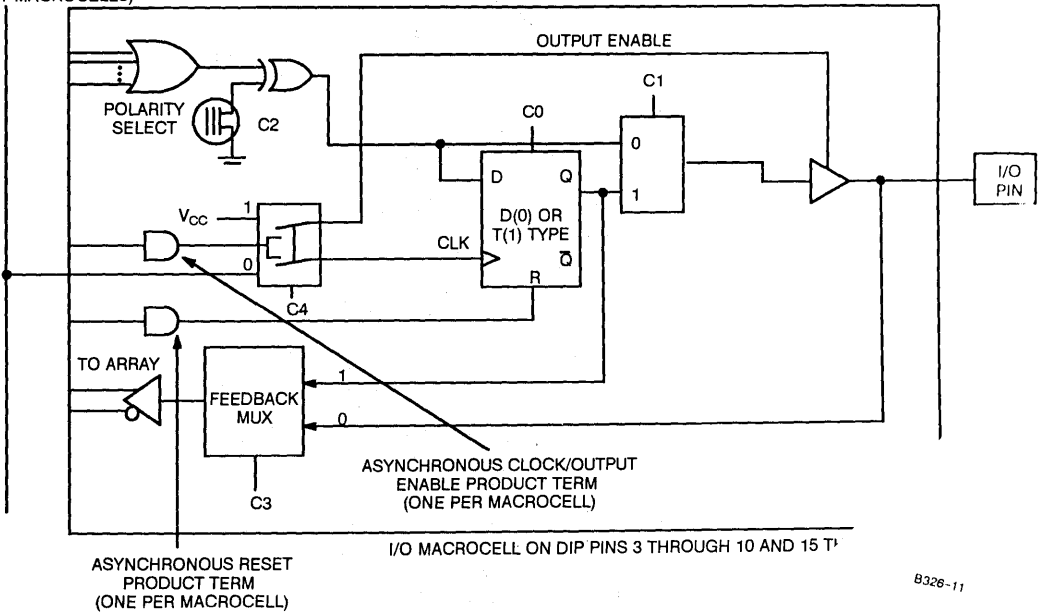 OUTPUT ENABLE
POLARITY
SELECT
C2
C0
C1
0
1
D
Q
D(0) OR
T(1) TYPE
CLK
Q̅
R
I/O
PIN
VCC
1
0
C4
TO ARRAY
FEEDBACK
MUX
1
0
C3
ASYNCHRONOUS CLOCK/OUTPUT
ENABLE PRODUCT TERM
(ONE PER MACROCELL)
I/O MACROCELL ON DIP PINS 3 THROUGH 10 AND 15
ASYNCHRONOUS RESET
PRODUCT TERM
(ONE PER MACROCELL)
B326-11